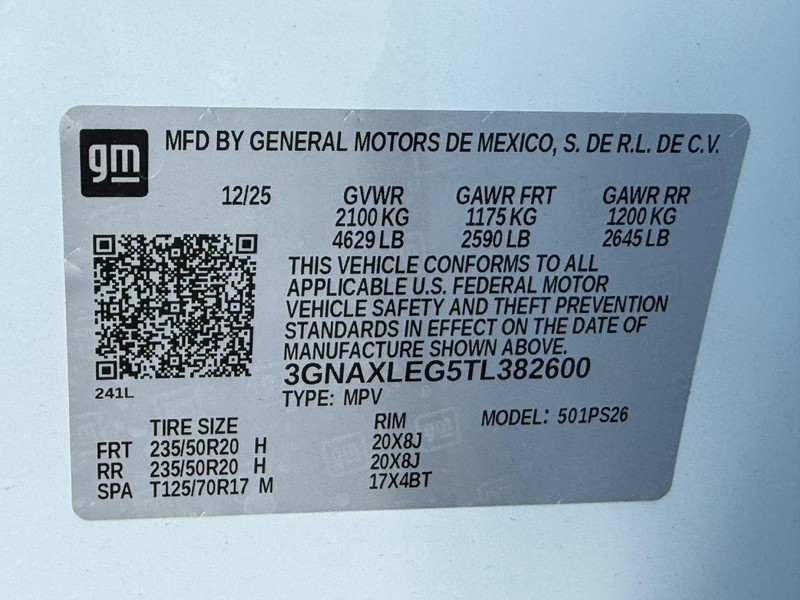 gm
MFD BY GENERAL MOTORS DE MEXICO, S. DE R.L. DE C.V.
12/25 GVWR GAWR FRT GAWR RR
2100 KG 1175 KG 1200 KG
4629 LB 2590 LB 2645 LB
THIS VEHICLE CONFORMS TO ALL
APPLICABLE U.S. FEDERAL MOTOR
VEHICLE SAFETY AND THEFT PREVENTION
STANDARDS IN EFFECT ON THE DATE OF
MANUFACTURE SHOWN ABOVE.
3GNAXLEG5TL382600
241L
TYPE: MPV
TIRE SIZE RIM MODEL: 501PS26
FRT 235/50R20 H 20X8J
RR 235/50R20 H 20X8J
SPA T125/70R17 M 17X4BT